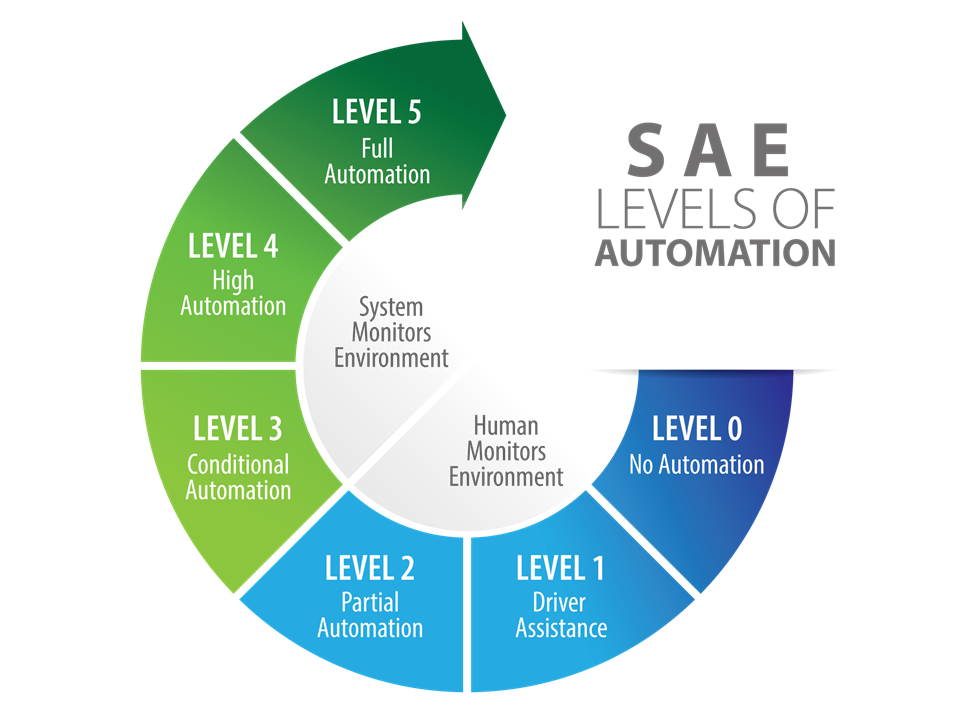 SAE
LEVELS OF
AUTOMATION
LEVEL 0
No Automation
LEVEL 1
Driver
Assistance
LEVEL 2
Partial
Automation
LEVEL 3
Conditional
Automation
LEVEL 4
High
Automation
LEVEL 5
Full
Automation
System
Monitors
Environment
Human
Monitors
Environment